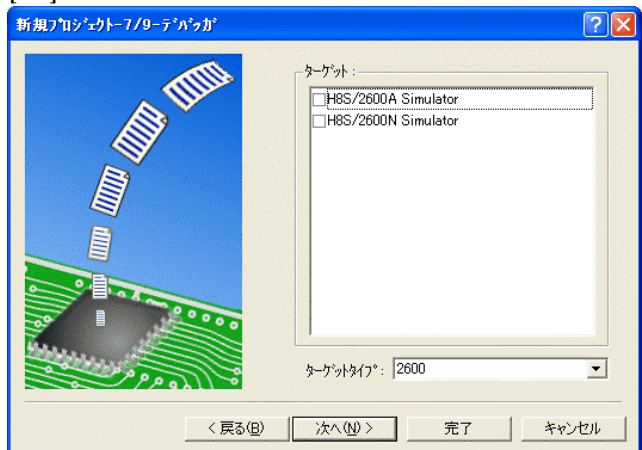 新規ﾌﾟﾛｼﾞｪｸﾄ-7/9-ﾃﾞﾊﾞｯｶﾞ
ﾀｰｹﾞｯﾄ :
H8S/2600A Simulator
H8S/2600N Simulator
ﾀｰｹﾞｯﾄﾀｲﾌﾟ : 2600
< 戻る(B)
次へ(N) >
完了
キャンセル